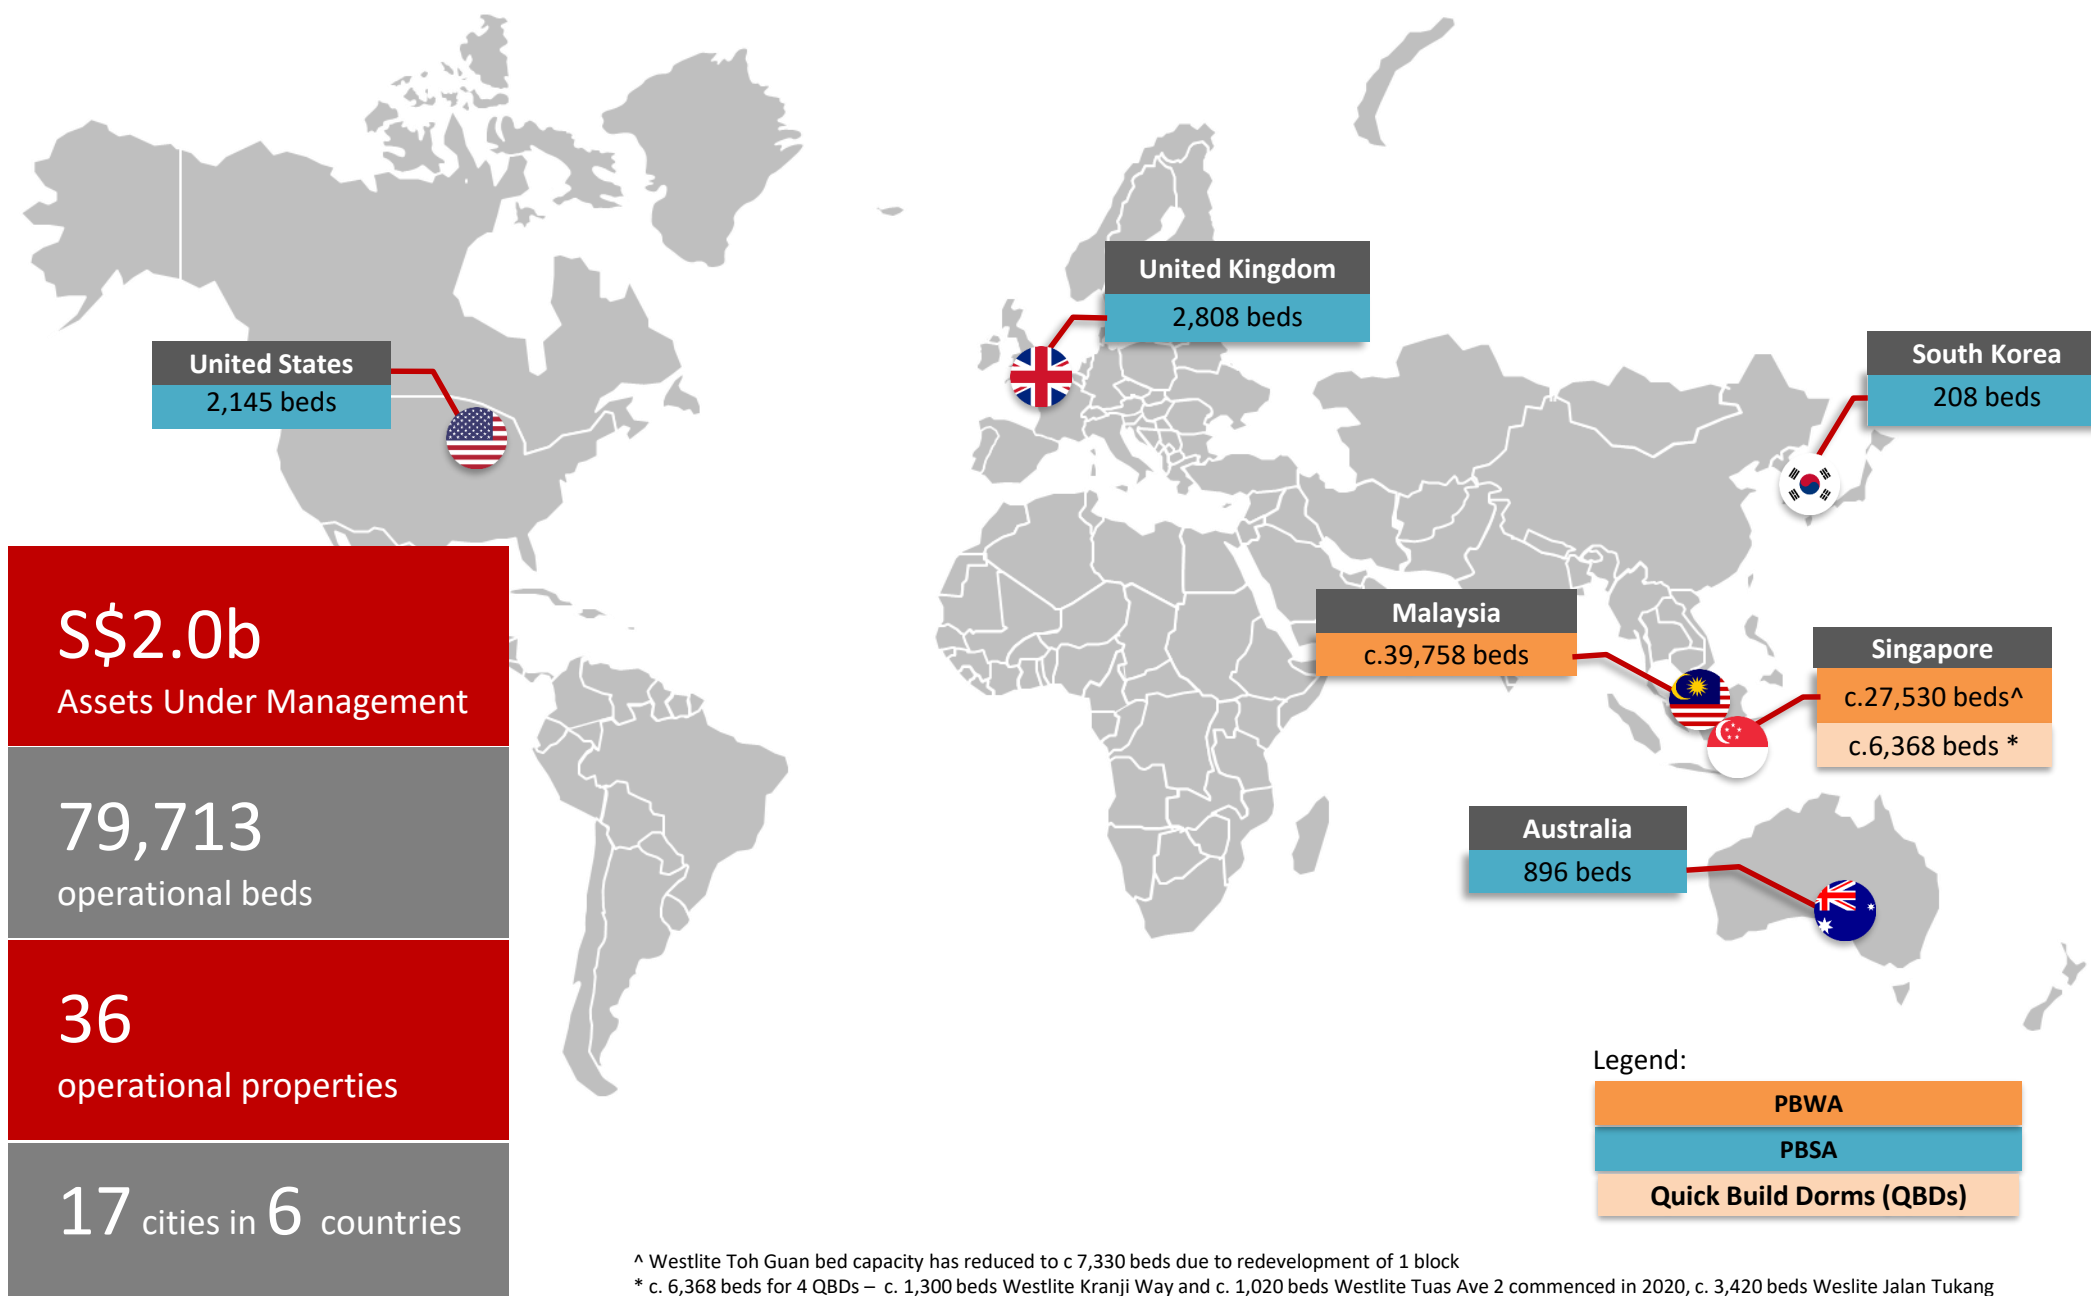 United Kingdom
2,808 beds
United States
2,145 beds
South Korea
208 beds
Malaysia
c.39,758 beds
Singapore
c.27,530 beds^
c.6,368 beds *
Australia
896 beds
S$2.0b
Assets Under Management
79,713
operational beds
36
operational properties
17 cities in 6 countries
Legend:
PBWA
PBSA
Quick Build Dorms (QBDs)
^ Westlite Toh Guan bed capacity has reduced to c 7,330 beds due to redevelopment of 1 block
* c. 6,368 beds for 4 QBDs – c. 1,300 beds Westlite Kranji Way and c. 1,020 beds Westlite Tuas Ave 2 commenced in 2020, c. 3,420 beds Weslite Jalan Tukang